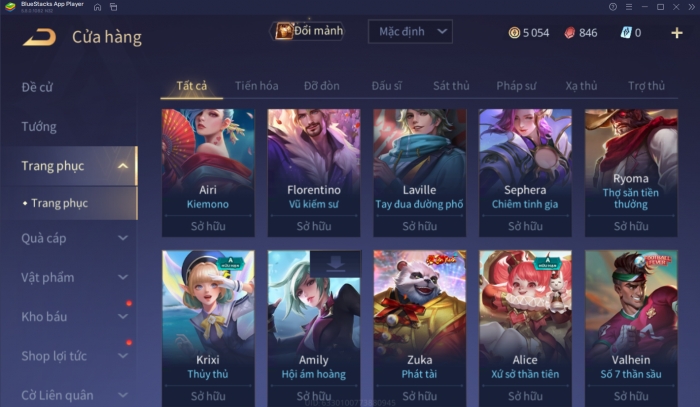 BlueStacks App Player
Cửa hàng
Đổi mảnh
Mặc định
5 054
846
0
Đề cử
Tướng
Trang phục
Trang phục
Quà cáp
Vật phẩm
Kho báu
Shop lợi tức
Cờ Liên quân
Tất cả
Tiến hóa
Đỡ đòn
Đấu sĩ
Sát thủ
Pháp sư
Xạ thủ
Trợ thủ
Airi
Kiemono
Sở hữu
Florentino
Vũ kiếm sư
Sở hữu
Laville
Tay đua đường phố
Sở hữu
Sephera
Chiêm tinh gia
Sở hữu
Ryoma
Thợ săn tiền
thưởng
Sở hữu
Krixi
Thủy thủ
Sở hữu
Amily
Hội ám hoàng
Sở hữu
Zuka
Phát tài
Sở hữu
Alice
Xứ sở thần tiên
Sở hữu
Valhein
Số 7 thần sầu
Sở hữu